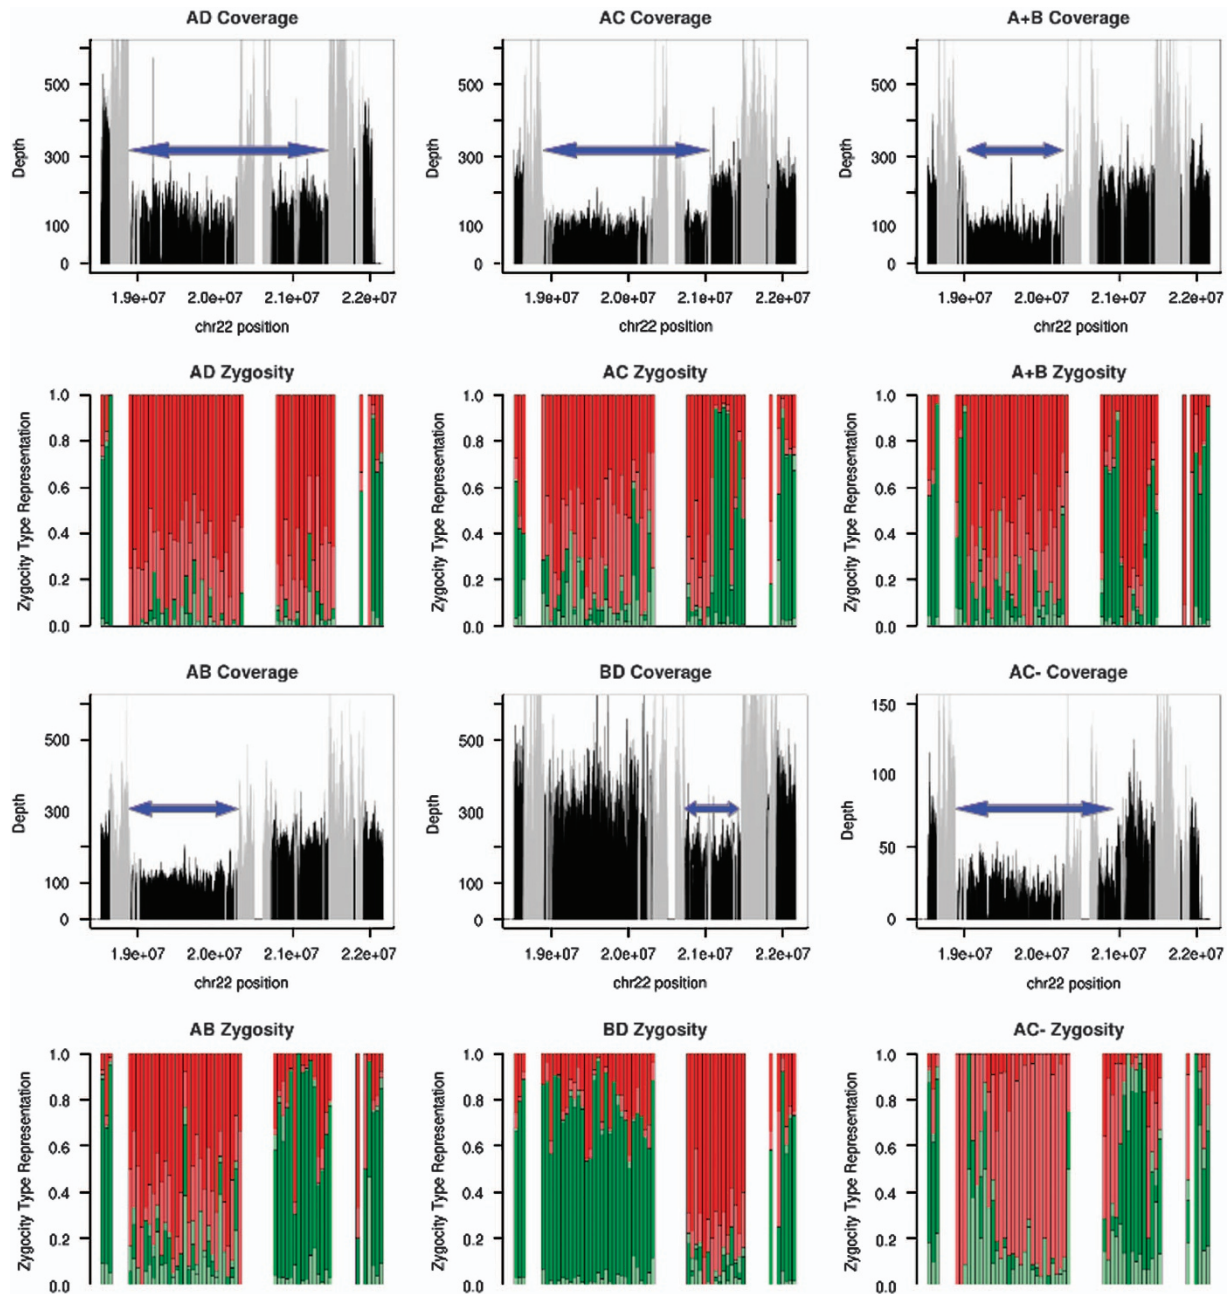 AD Coverage AC Coverage A+B Coverage
Depth 500 300 100 0
Depth 500 300 100 0
Depth 500 300 100 0
1.9e+07 2.0e+07 2.1e+07 2.2e+07
1.9e+07 2.0e+07 2.1e+07 2.2e+07
1.9e+07 2.0e+07 2.1e+07 2.2e+07
chr22 position chr22 position chr22 position
AD Zygosity AC Zygosity A+B Zygosity
Zygocity Type Representation 1.0 0.8 0.6 0.4 0.2 0.0
Zygocity Type Representation 1.0 0.8 0.6 0.4 0.2 0.0
Zygocity Type Representation 1.0 0.8 0.6 0.4 0.2 0.0
AB Coverage BD Coverage AC- Coverage
Depth 500 300 100 0
Depth 500 300 100 0
Depth 150 100 50 0
1.9e+07 2.0e+07 2.1e+07 2.2e+07
1.9e+07 2.0e+07 2.1e+07 2.2e+07
1.9e+07 2.0e+07 2.1e+07 2.2e+07
chr22 position chr22 position chr22 position
AB Zygosity BD Zygosity AC- Zygosity
Zygocity Type Representation 1.0 0.8 0.6 0.4 0.2 0.0
Zygocity Type Representation 1.0 0.8 0.6 0.4 0.2 0.0
Zygocity Type Representation 1.0 0.8 0.6 0.4 0.2 0.0